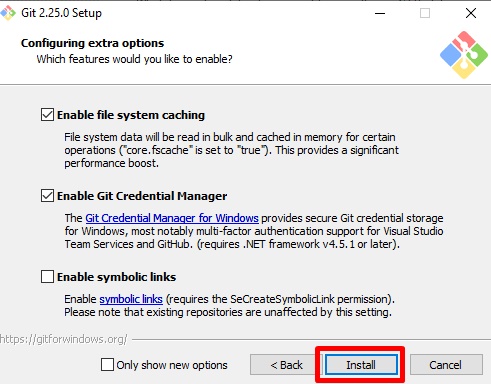 Git 2.25.0 Setup
Configuring extra options
Which features would you like to enable?
Enable file system caching
File system data will be read in bulk and cached in memory for certain
operations ("core.fscache" is set to "true"). This provides a significant
performance boost.
Enable Git Credential Manager
The Git Credential Manager for Windows provides secure Git credential storage
for Windows, most notably multi-factor authentication support for Visual Studio
Team Services and GitHub. (requires .NET framework v4.5.1 or later).
Enable symbolic links
Enable symbolic links (requires the SeCreateSymbolicLink permission).
Please note that existing repositories are unaffected by this setting.
https://gitforwindows.org/
Only show new options
< Back
Install
Cancel